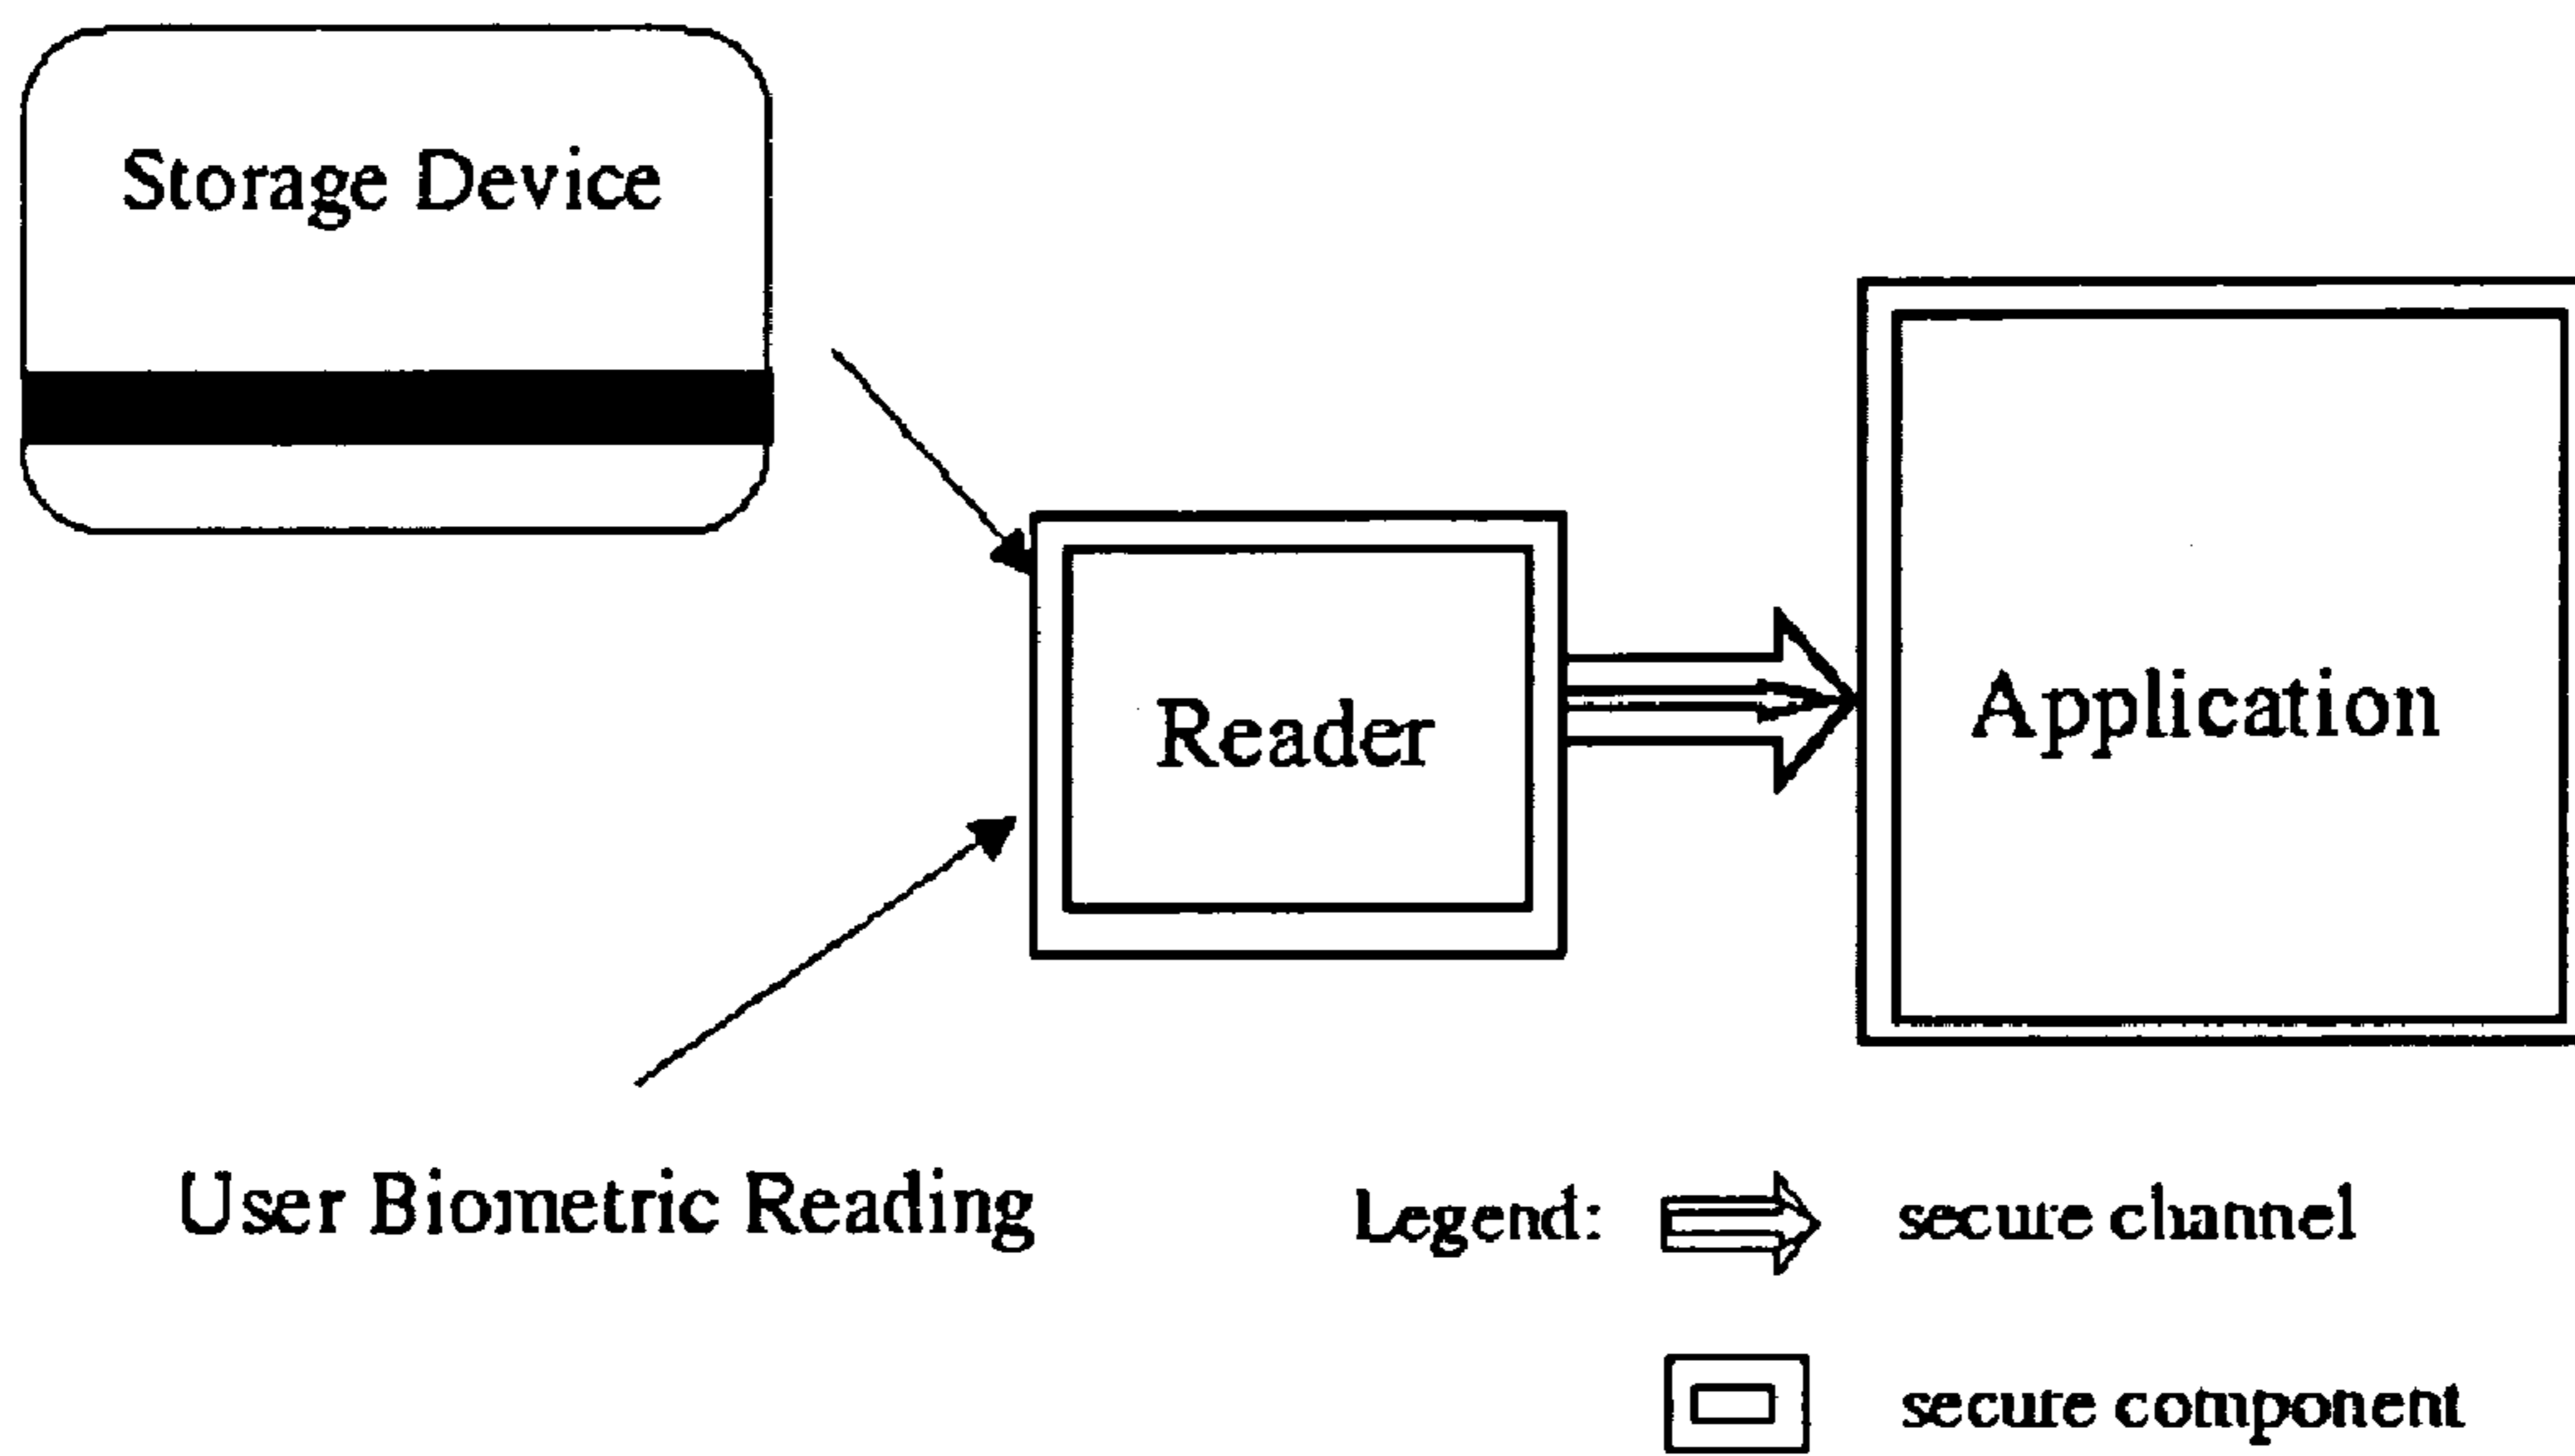 Storage Device
Reader
Application
User Biometric Reading
Legend:
secure channel
secure component